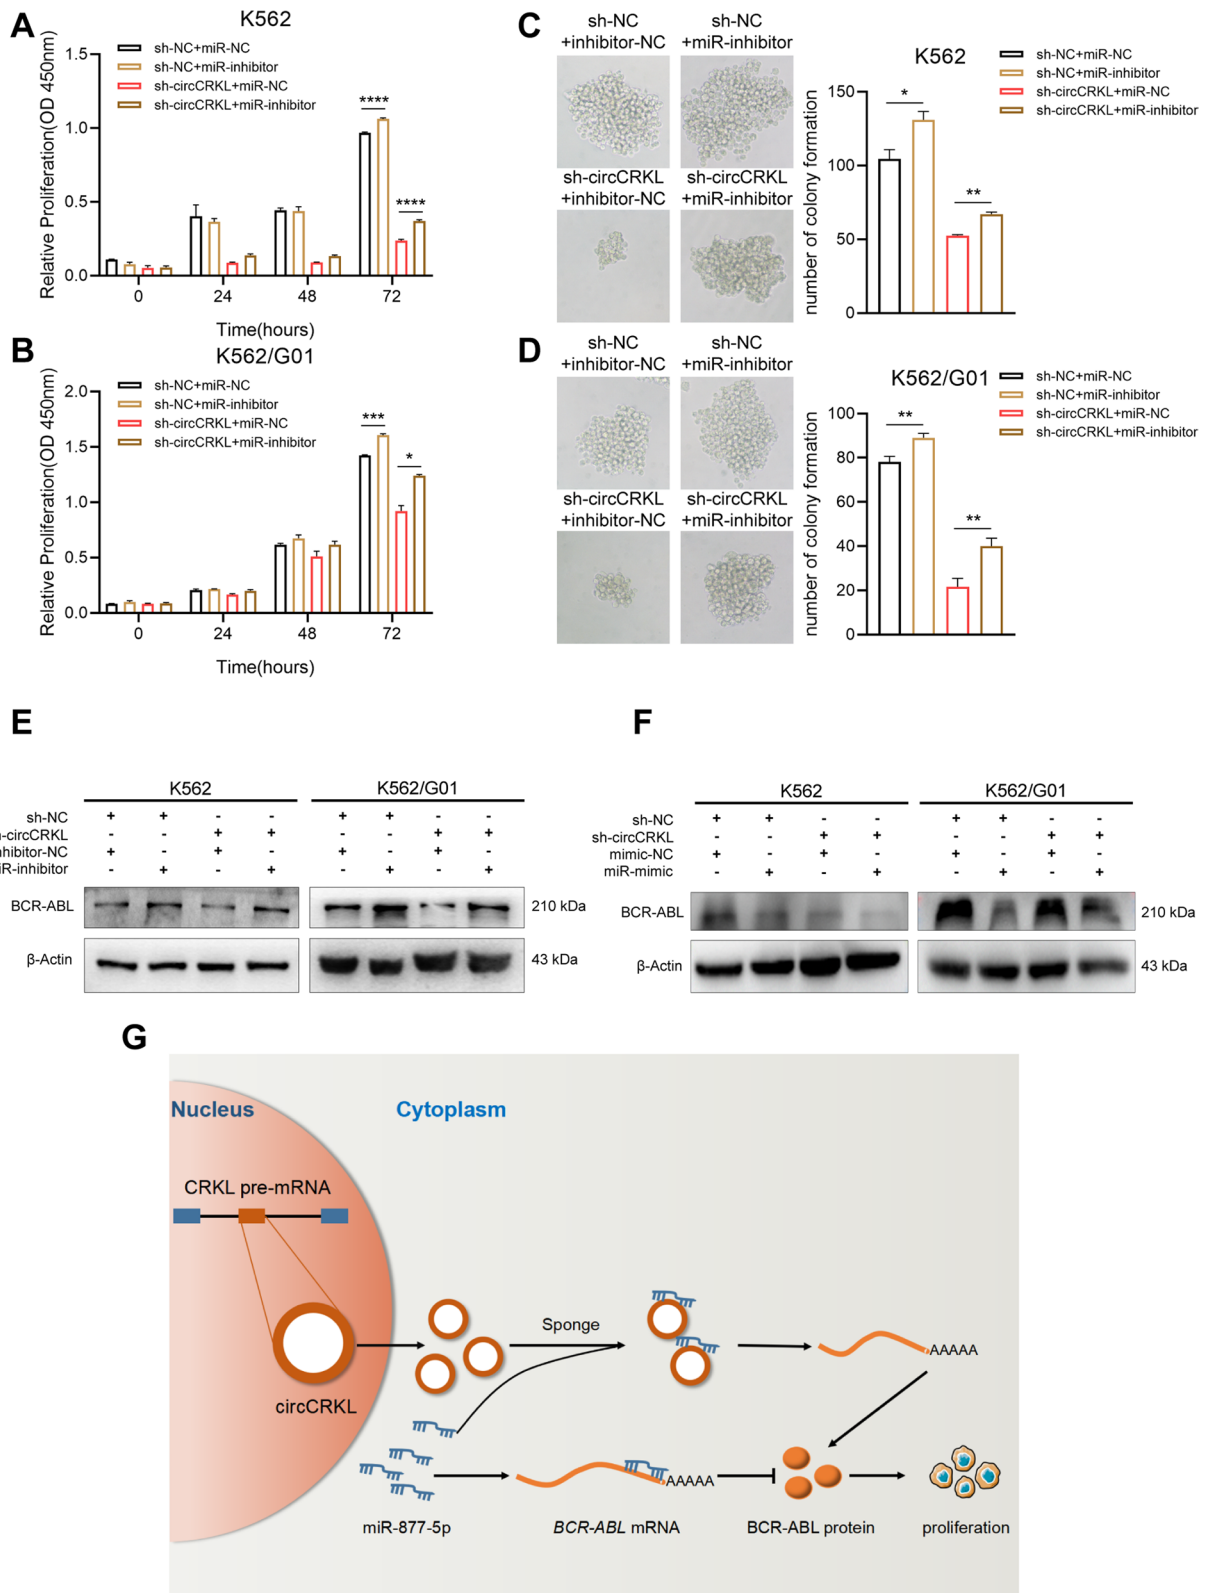 A
K562
Relative Proliferation(OD 450nm)
sh-NC+miR-NC
sh-NC+miR-inhibitor
sh-circCRKL+miR-NC
sh-circCRKL+miR-inhibitor
1.5
1.0
0.5
0.0
****
****
0 24 48 72
Time(hours)
B
K562/G01
Relative Proliferation(OD 450nm)
sh-NC+miR-NC
sh-NC+miR-inhibitor
sh-circCRKL+miR-NC
sh-circCRKL+miR-inhibitor
2.0
1.5
1.0
0.5
0.0
***
*
0 24 48 72
Time(hours)
C
sh-NC
+inhibitor-NC
sh-NC
+miR-inhibitor
sh-circCRKL
+inhibitor-NC
sh-circCRKL
+miR-inhibitor
K562
sh-NC+miR-NC
sh-NC+miR-inhibitor
sh-circCRKL+miR-NC
sh-circCRKL+miR-inhibitor
number of colony formation
150
100
50
0
*
**
D
sh-NC
+inhibitor-NC
sh-NC
+miR-inhibitor
sh-circCRKL
+inhibitor-NC
sh-circCRKL
+miR-inhibitor
K562/G01
sh-NC+miR-NC
sh-NC+miR-inhibitor
sh-circCRKL+miR-NC
sh-circCRKL+miR-inhibitor
number of colony formation
100
80
60
40
20
0
**
**
E
K562 K562/G01
sh-NC + + - - + + - -
h-circCRKL - - + + - - + +
nhibitor-NC + - + - + - + -
iR-inhibitor - + - + - + - +
BCR-ABL 210 kDa
β-Actin 43 kDa
F
K562 K562/G01
sh-NC + + - - + + - -
sh-circCRKL - - + + - - + +
mimic-NC + - + - + - + -
miR-mimic - + - + - + - +
BCR-ABL 210 kDa
β-Actin 43 kDa
G
Nucleus
Cytoplasm
CRKL pre-mRNA
circCRKL
Sponge
AAAAA
AAAAA
miR-877-5p
BCR-ABL mRNA
BCR-ABL protein
proliferation